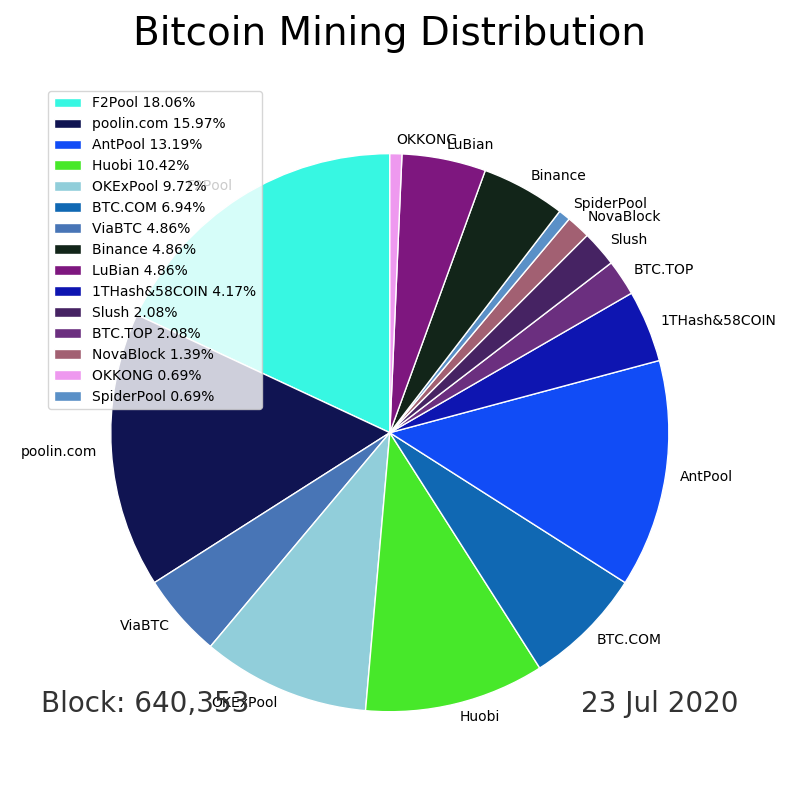 Bitcoin Mining Distribution
F2Pool 18.06%
poolin.com 15.97%
AntPool 13.19%
Huobi 10.42%
OKExPool 9.72%
BTC.COM 6.94%
ViaBTC 4.86%
Binance 4.86%
LuBian 4.86%
1THash&58COIN 4.17%
Slush 2.08%
BTC.TOP 2.08%
NovaBlock 1.39%
OKKONG 0.69%
SpiderPool 0.69%
F2Pool
OKKONG
LuBian
Binance
SpiderPool
NovaBlock
Slush
BTC.TOP
1THash&58COIN
poolin.com
AntPool
ViaBTC
BTC.COM
OKExPool
Huobi
Block: 640,353
23 Jul 2020